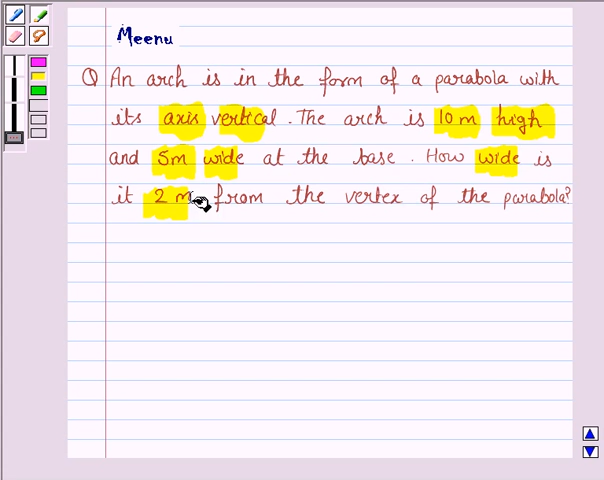 Meenu
Q An arch is in the form of a parabola with
its axis vertical. The arch is 10 m high
and 5m wide at the base. How wide is
it 2 m from the vertex of the parabola?